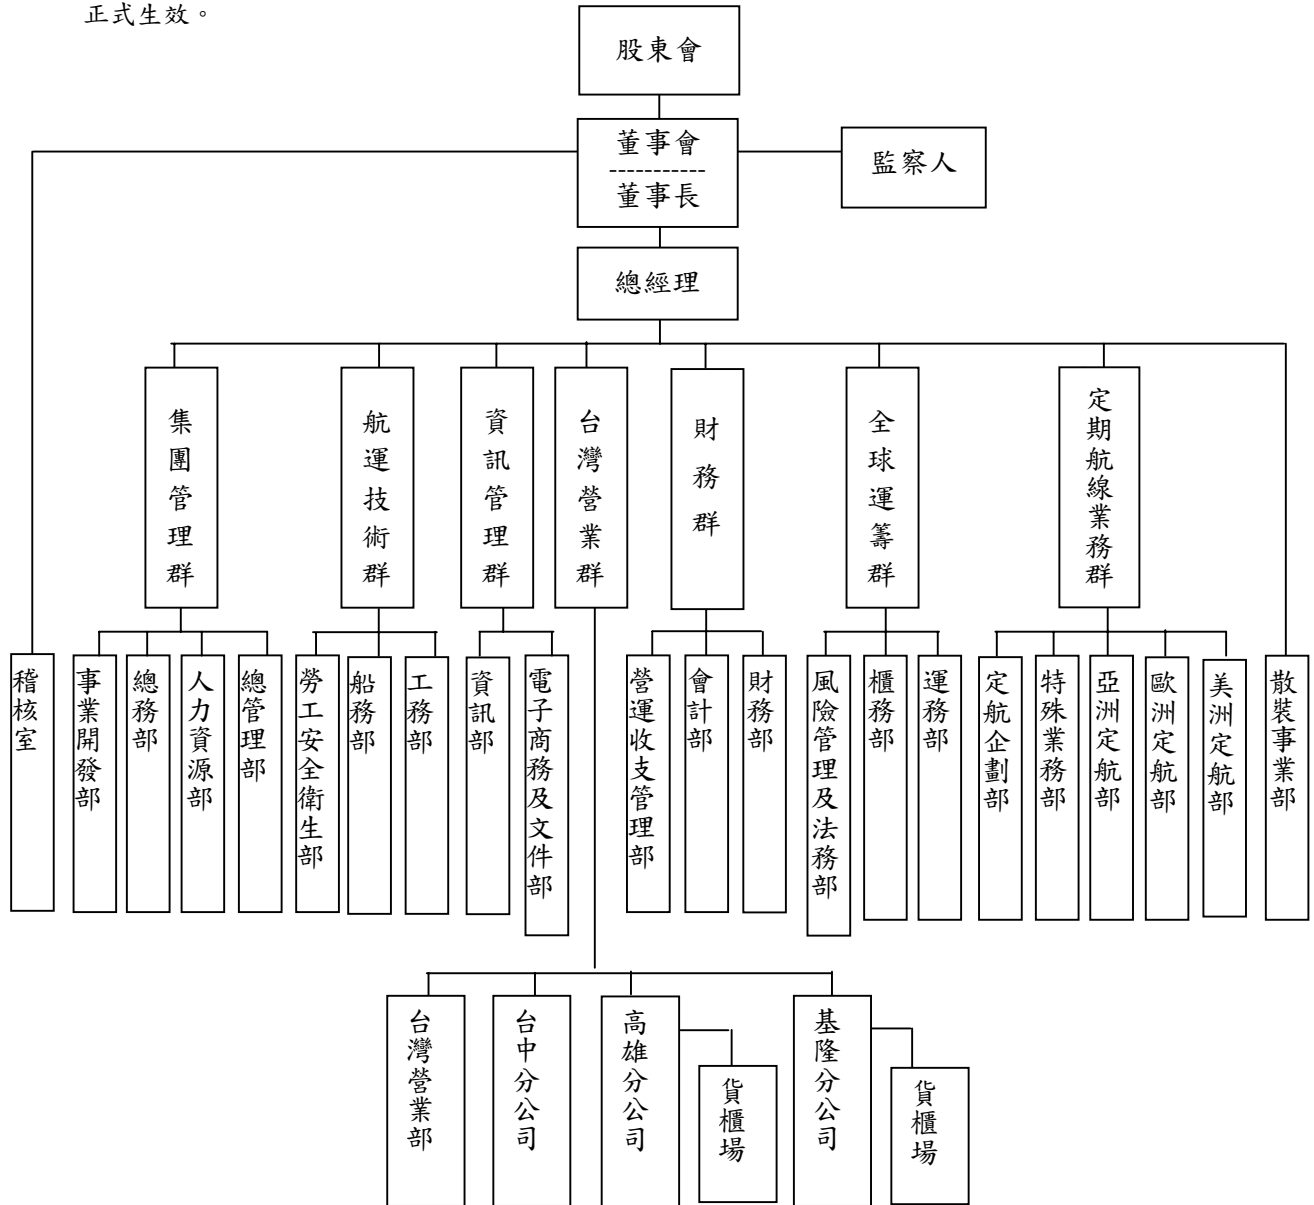 正式生效。
股東會
董事會
-----------
董事長
監察人
總經理
集團管理群
航運技術群
資訊管理群
台灣營業群
財務群
全球運籌群
定期航線業務群
稽核室
事業開發部
總務部
人力資源部
總管理部
勞工安全衛生部
船務部
工務部
資訊部
電子商務及文件部
營運收支管理部
會計部
財務部
風險管理及法務部
櫃務部
運務部
定航企劃部
特殊業務部
亞洲定航部
歐洲定航部
美洲定航部
散裝事業部
台灣營業部
台中分公司
高雄分公司
貨櫃場
基隆分公司
貨櫃場